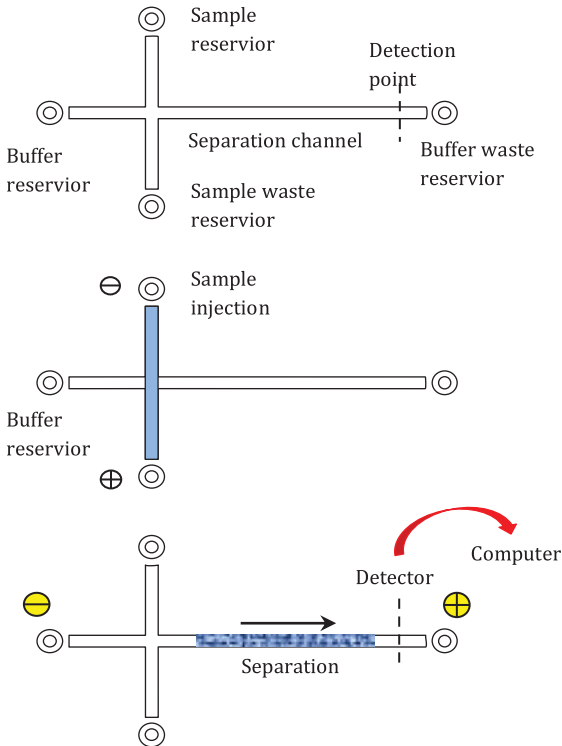 Sample
reservior
Detection
point
Separation channel
Buffer
reservior
Buffer waste
reservior
Sample waste
reservior
Sample
injection
Buffer
reservior
Computer
Detector
Separation